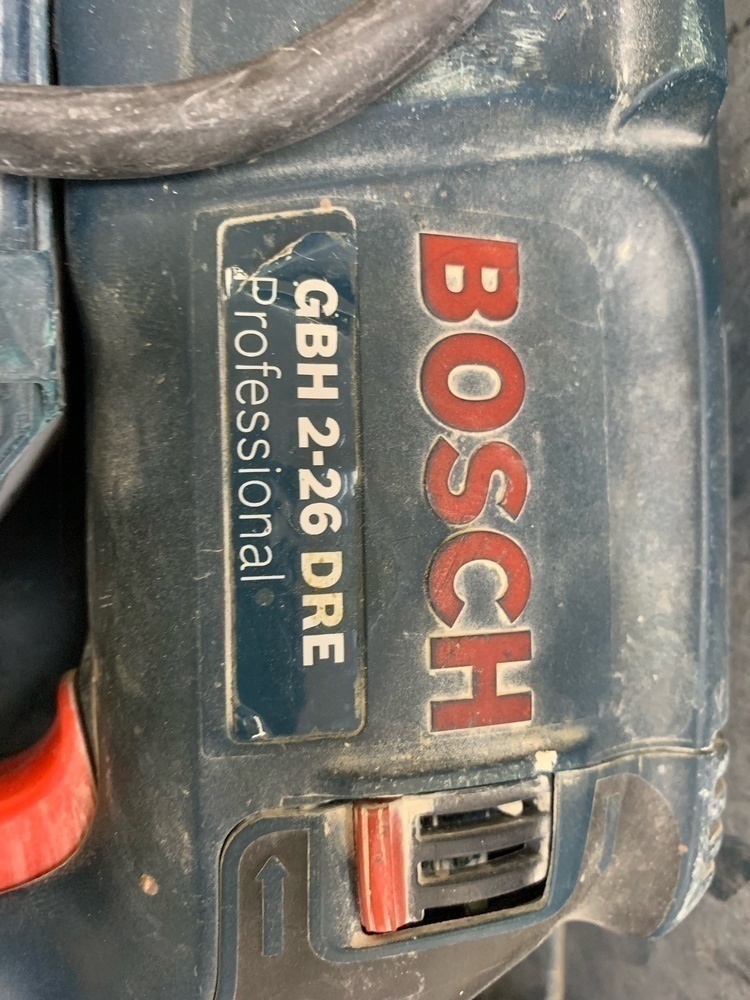 BOSCH
GBH 2-26 DRE
Professional